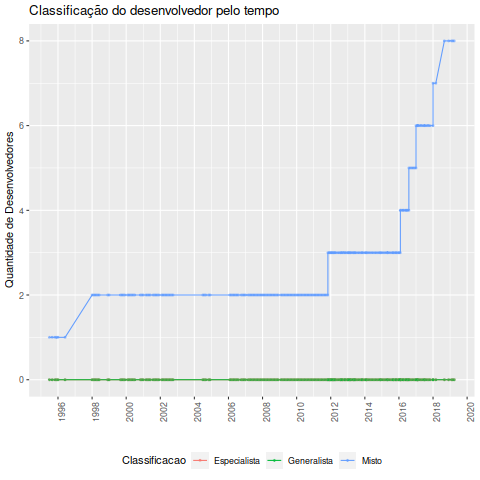 Classificação do desenvolvedor pelo tempo
Quantidade de Desenvolvedores
8
6
4
2
0
1996 1998 2000 2002 2004 2006 2008 2010 2012 2014 2016 2018 2020
Classificacao Especialista Generalista Misto